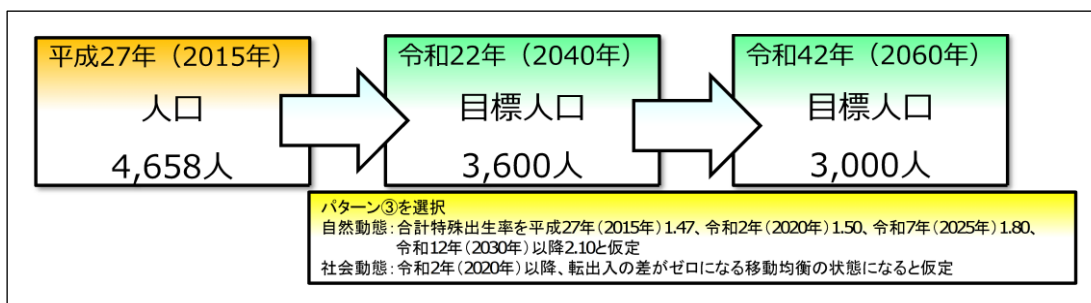 平成27年（2015年）
人口
4,658人
令和22年（2040年）
目標人口
3,600人
令和42年（2060年）
目標人口
3,000人
パターン③を選択
自然動態：合計特殊出生率を平成27年（2015年）1.47、令和2年（2020年）1.50、令和7年（2025年）1.80、
令和12年（2030年）以降2.10と仮定
社会動態：令和2年（2020年）以降、転出入の差がゼロになる移動均衡の状態になると仮定